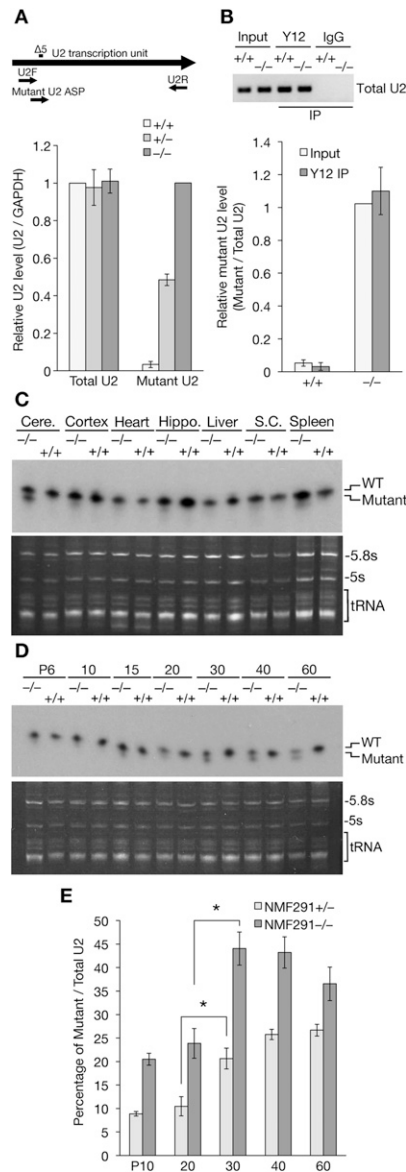 A
Δ5
U2 transcription unit
U2F
U2R
Mutant U2 ASP
+/+
+/−
−/−
Relative U2 level (U2 / GAPDH)
1.2
1
0.8
0.6
0.4
0.2
0
Total U2
Mutant U2
B
Input Y12 IgG
+/+ −/− +/+ −/− +/+ −/−
Total U2
IP
Input
Y12 IP
Relative mutant U2 level
(Mutant / Total U2)
1.4
1.2
1
0.8
0.6
0.4
0.2
0
+/+
−/−
C
Cere. Cortex Heart Hippo. Liver S.C. Spleen
−/− +/+ −/− +/+ −/− +/+ −/− +/+ −/− +/+ −/− +/+ −/− +/+
WT
Mutant
-5.8s
-5s
tRNA
D
P6 10 15 20 30 40 60
−/− +/+ −/− +/+ −/− +/+ −/− +/+ −/− +/+ −/− +/+ −/− +/+
WT
Mutant
-5.8s
-5s
tRNA
E
NMF291+/−
NMF291−/−
*
*
Percentage of Mutant / Total U2
50
45
40
35
30
25
20
15
10
5
0
P10 20 30 40 60